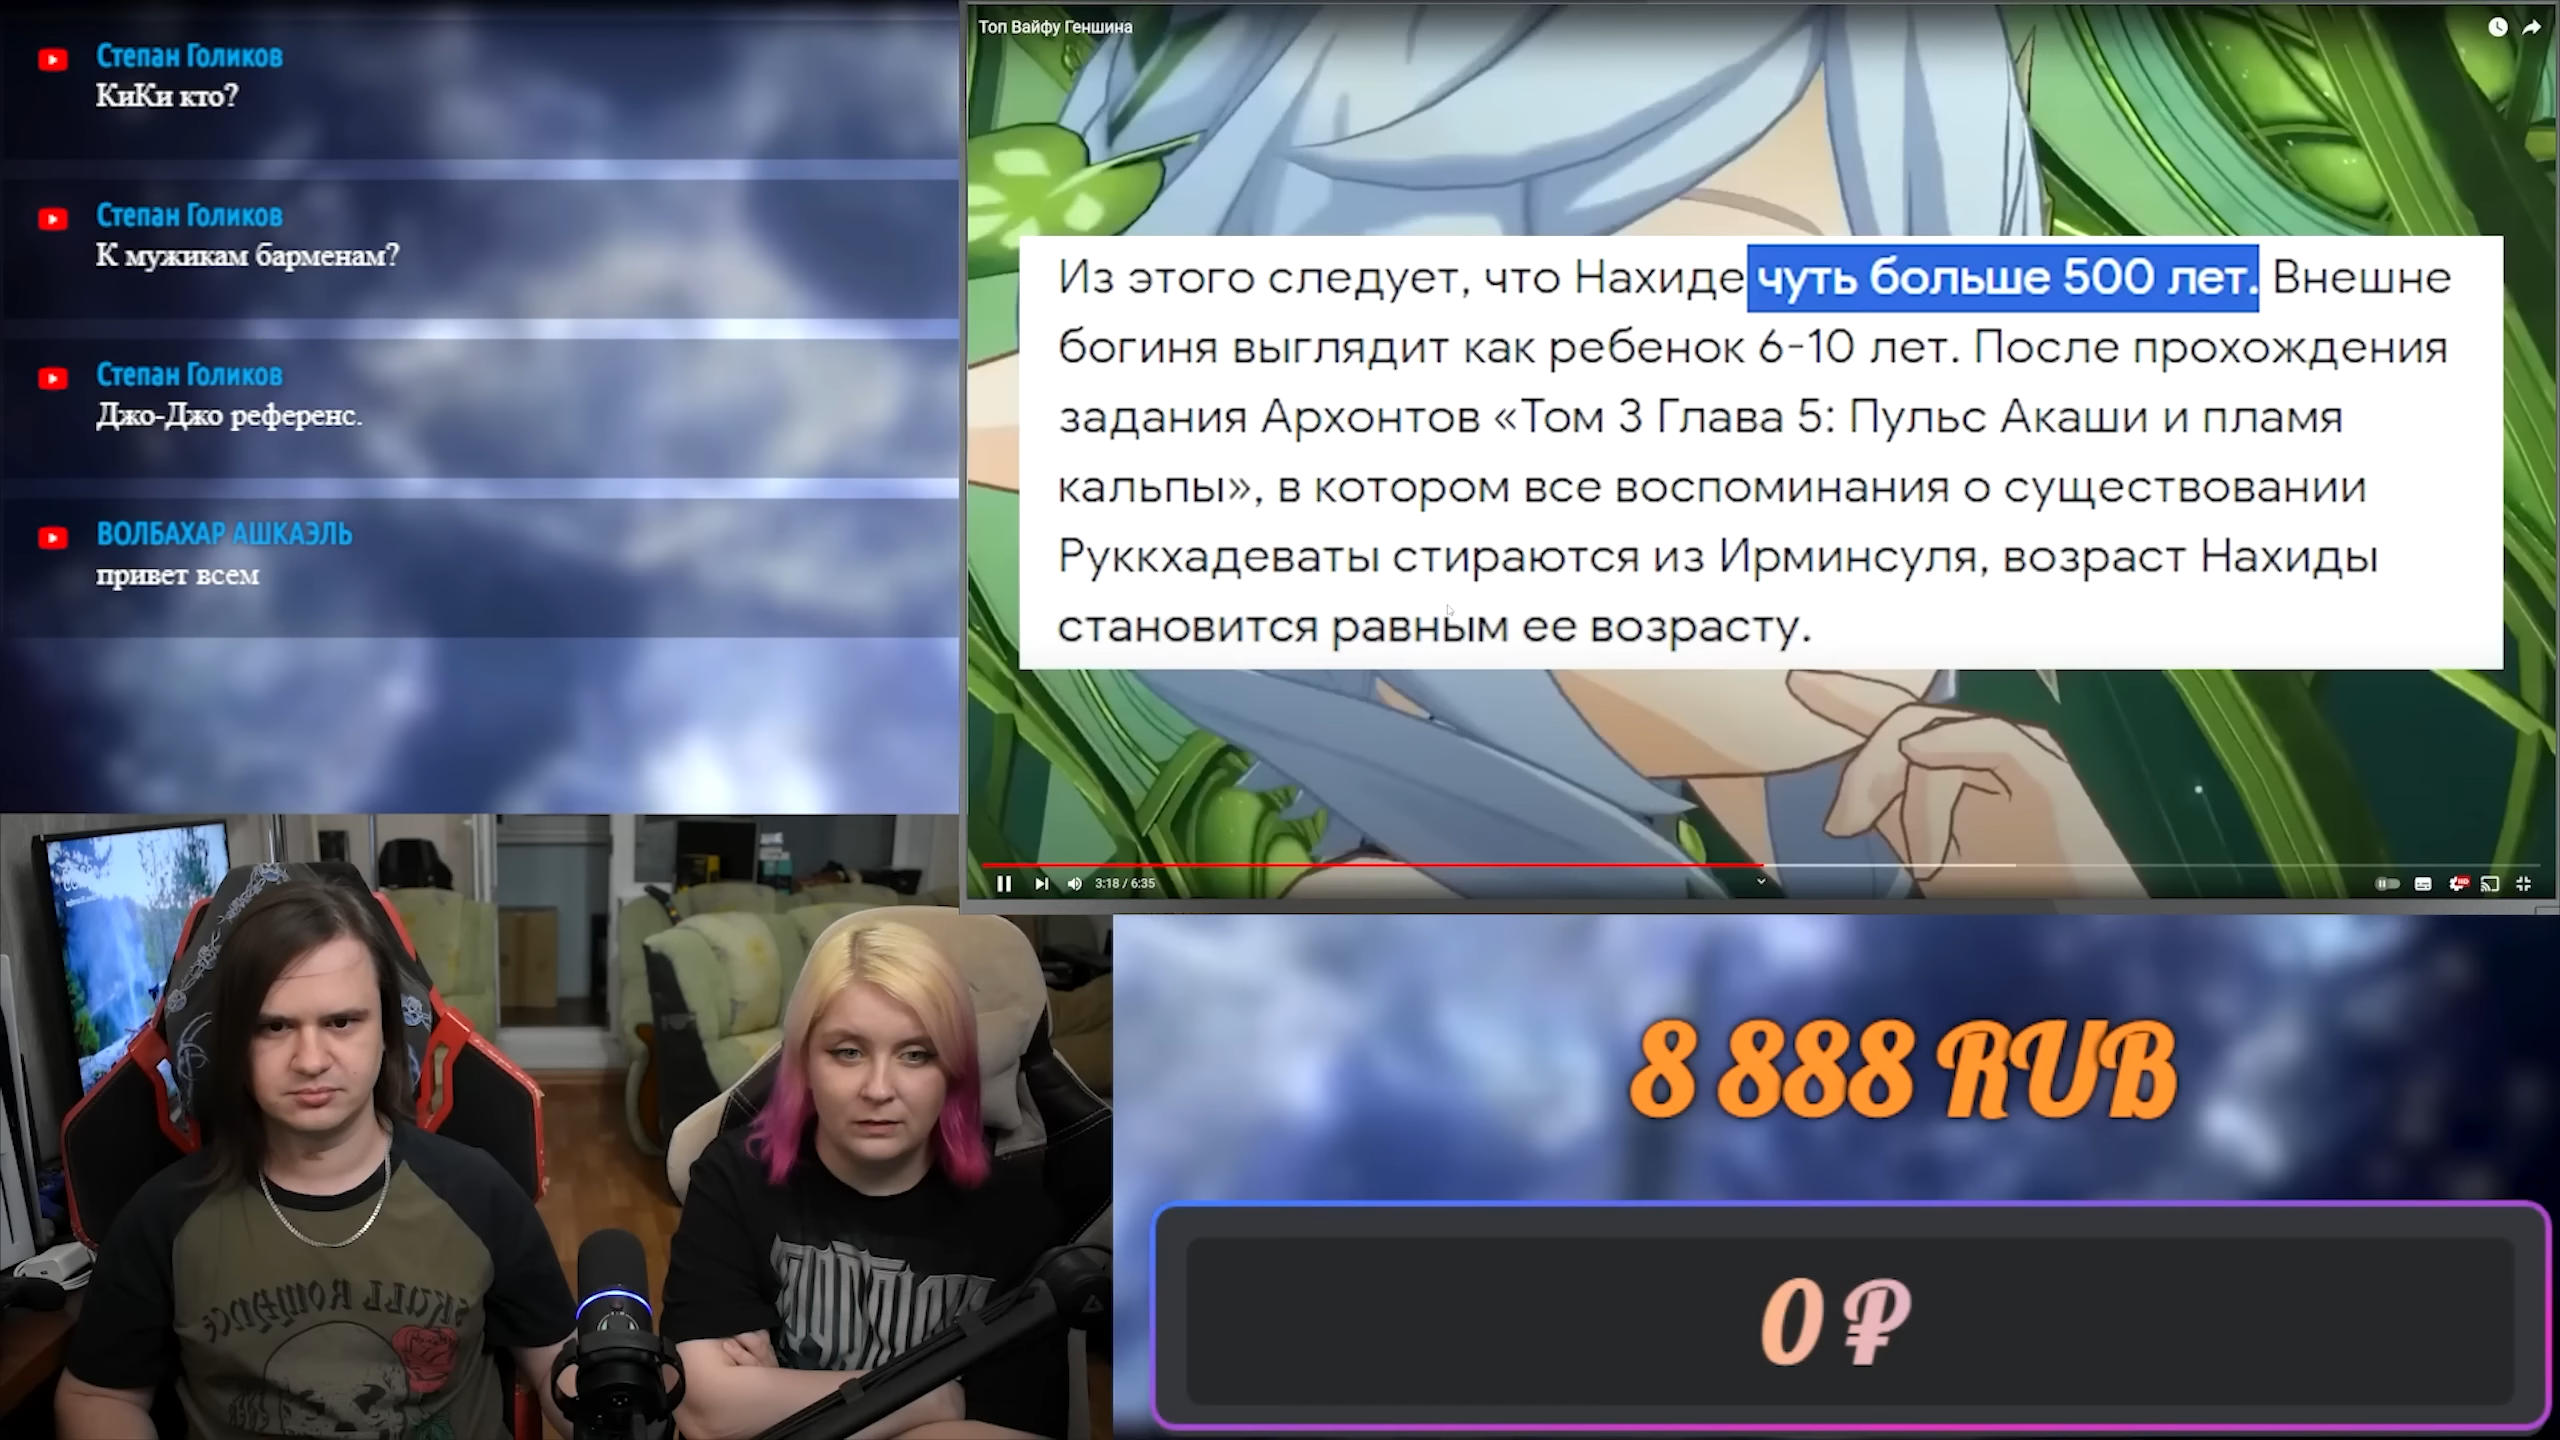 Степан Голиков
КиКи кто?
Степан Голиков
К мужикам барменам?
Степан Голиков
Джо-Джо референс.
ВОЛБАХАР АШКАЭЛЬ
привет всем
Топ Вайфу Геншина
Из этого следует, что Нахиде чуть больше 500 лет. Внешне
богиня выглядит как ребенок 6-10 лет. После прохождения
задания Архонтов «Том 3 Глава 5: Пульс Акаши и пламя
кальпы», в котором все воспоминания о существовании
Руккхадеваты стираются из Ирминсуля, возраст Нахиды
становится равным ее возрасту.
3:18 / 6:35
SKULL ROMANCE
8 888 RUB
0 ₽